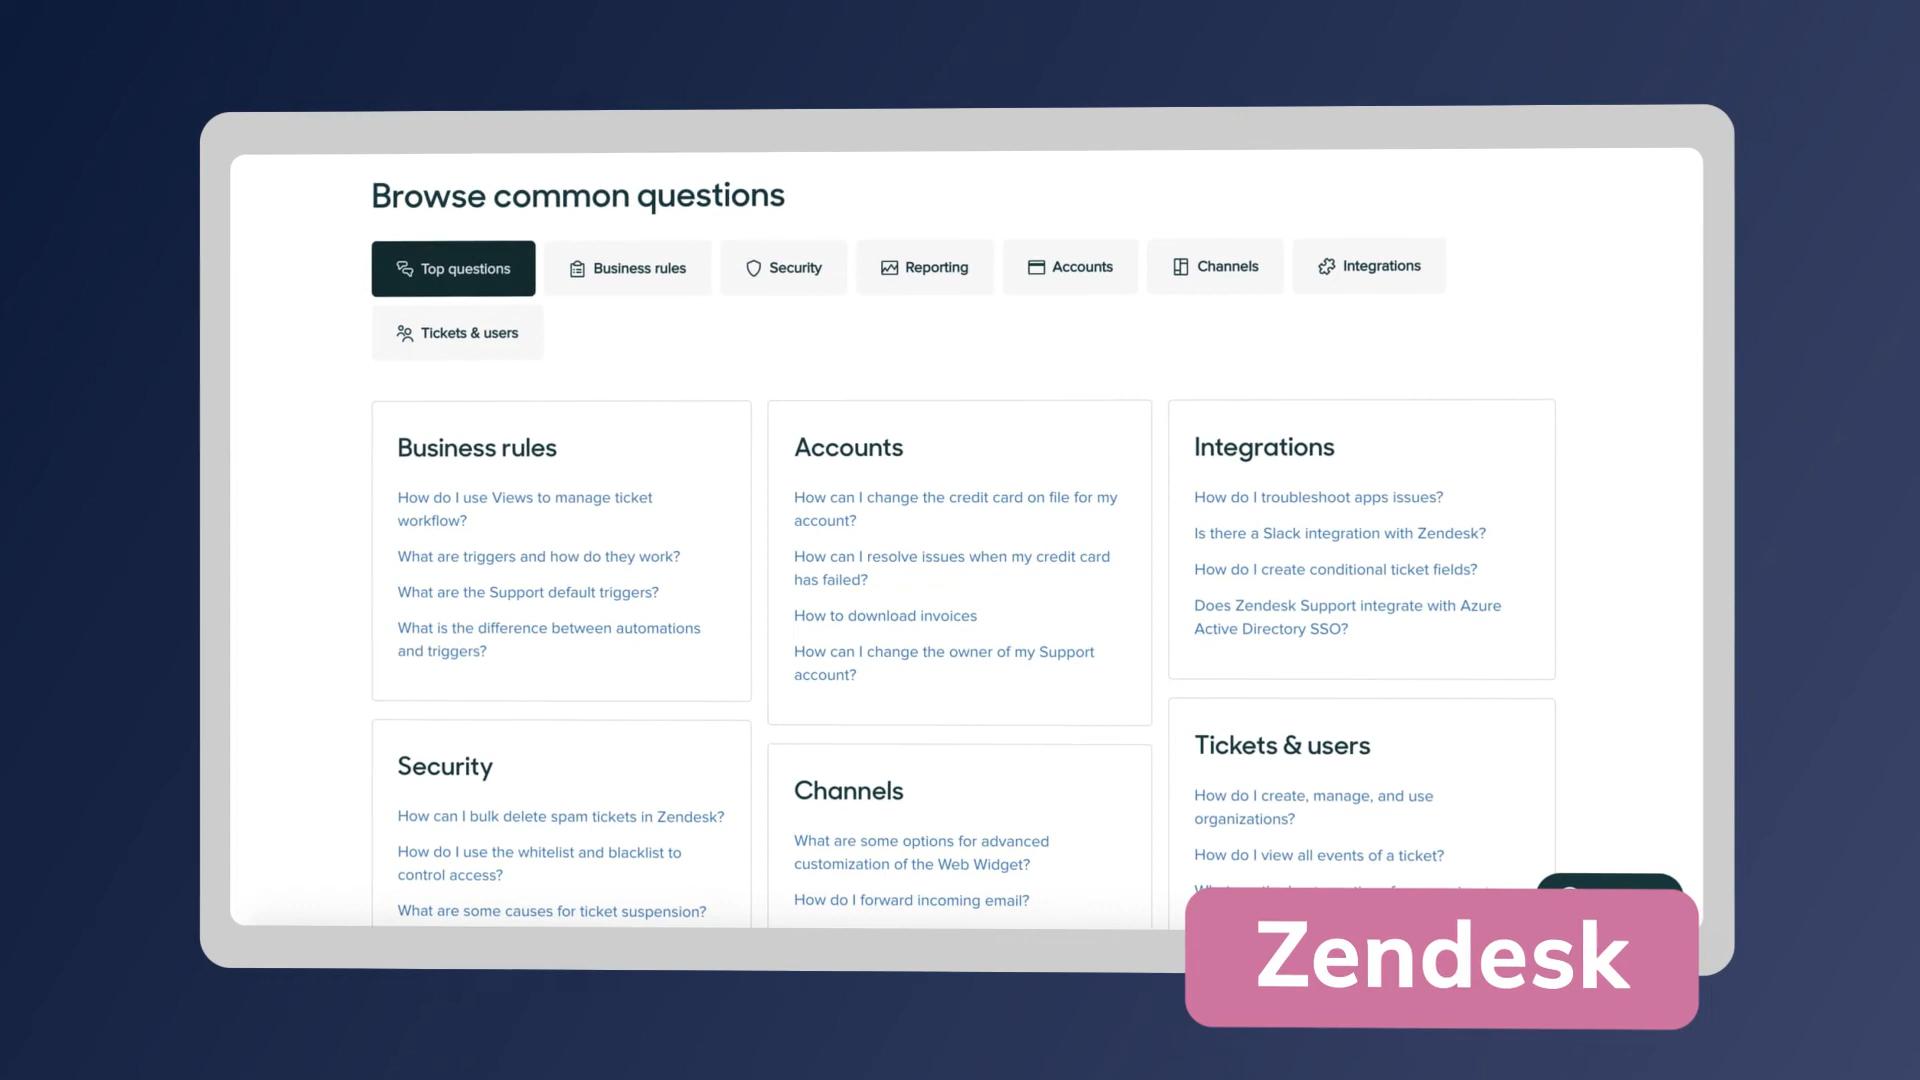 Browse common questions
Top questions
Business rules
Security
Reporting
Accounts
Channels
Integrations
Tickets & users
Business rules
How do I use Views to manage ticket
workflow?
What are triggers and how do they work?
What are the Support default triggers?
What is the difference between automations
and triggers?
Security
How can I bulk delete spam tickets in Zendesk?
How do I use the whitelist and blacklist to
control access?
What are some causes for ticket suspension?
Accounts
How can I change the credit card on file for my
account?
How can I resolve issues when my credit card
has failed?
How to download invoices
How can I change the owner of my Support
account?
Channels
What are some options for advanced
customization of the Web Widget?
How do I forward incoming email?
Integrations
How do I troubleshoot apps issues?
Is there a Slack integration with Zendesk?
How do I create conditional ticket fields?
Does Zendesk Support integrate with Azure
Active Directory SSO?
Tickets & users
How do I create, manage, and use
organizations?
How do I view all events of a ticket?
Zendesk